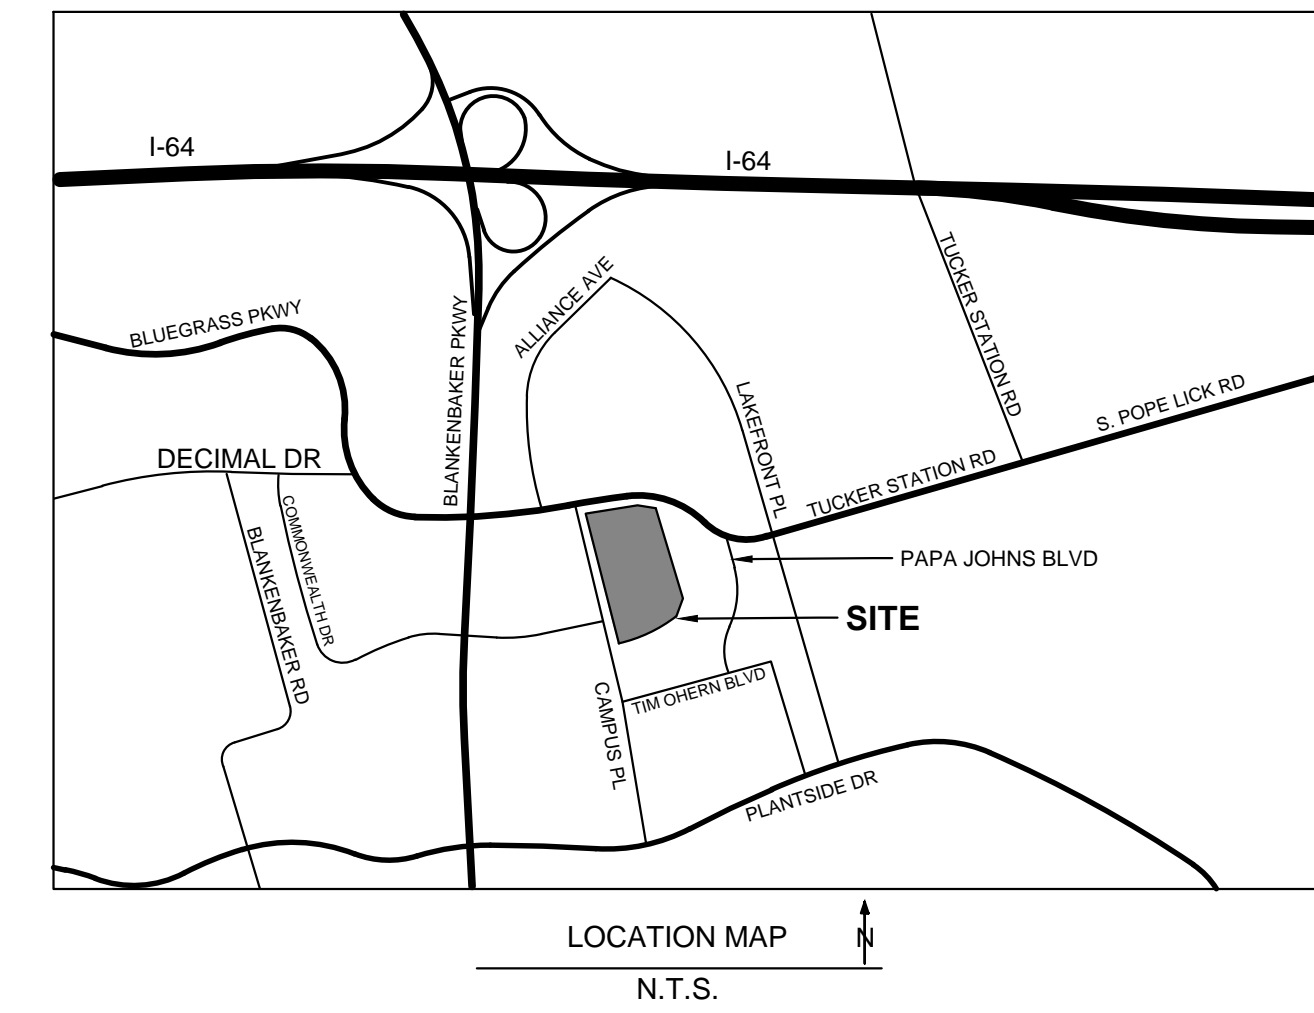 I-64
I-64
TUCKER STATION RD
ALLIANCE AVE
BLUEGRASS PKWY
BLANKENBAKER PKWY
LAKEFRONT PL
S. POPE LICK RD
DECIMAL DR
TUCKER STATION RD
COMMONWEALTH DR
BLANKENBAKER RD
PAPA JOHNS BLVD
SITE
TIM OHERN BLVD
CAMPUS PL
PLANTSIDE DR
LOCATION MAP
N
N.T.S.